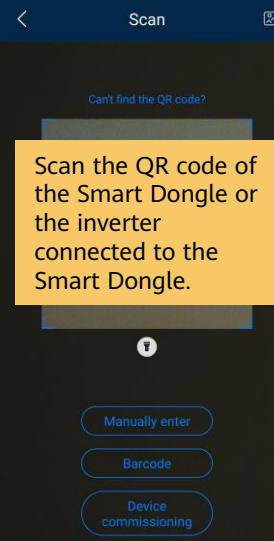 Scan
Can't find the QR code?
Scan the QR code of
the Smart Dongle or
the inverter
connected to the
Smart Dongle.
Manually enter
Barcode
Device
commissioning